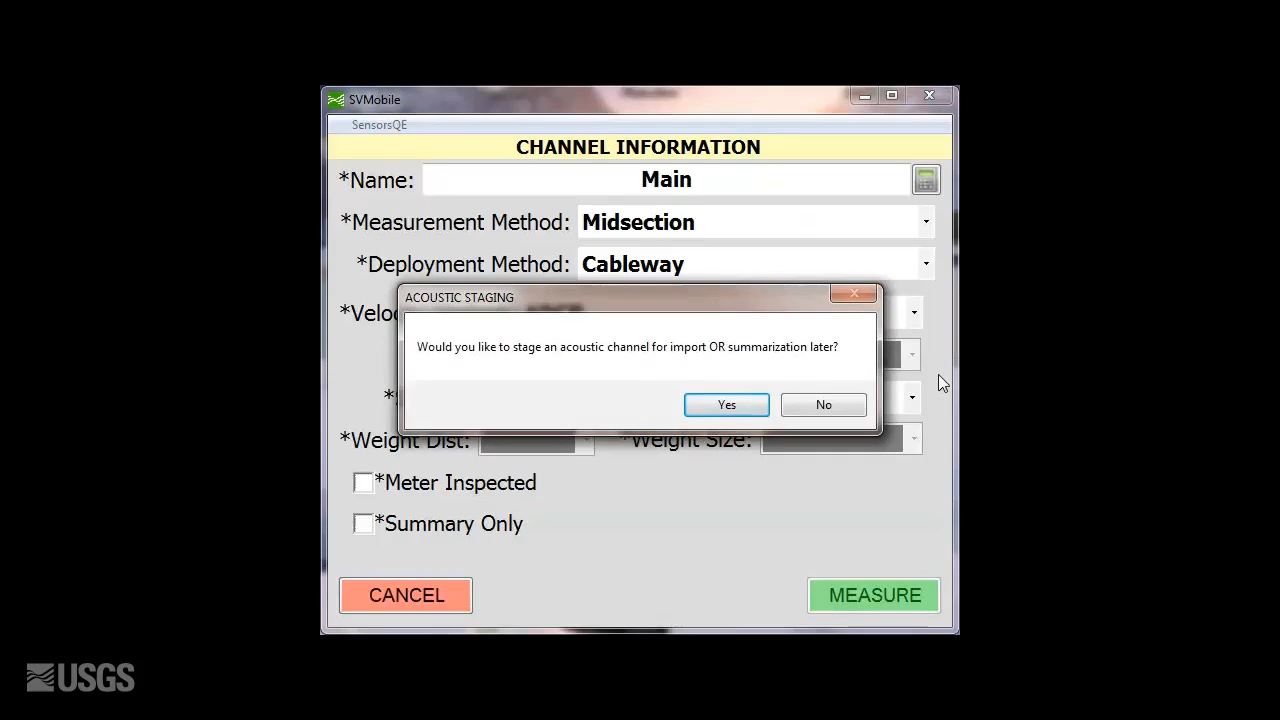 SVMobile
SensorsQE
CHANNEL INFORMATION
*Name: Main
*Measurement Method: Midsection
*Deployment Method: Cableway
*Velo
ACOUSTIC STAGING
Would you like to stage an acoustic channel for import OR summarization later?
Yes No
*Weight Dist: *Weight Size:
*Meter Inspected
*Summary Only
CANCEL MEASURE
USGS